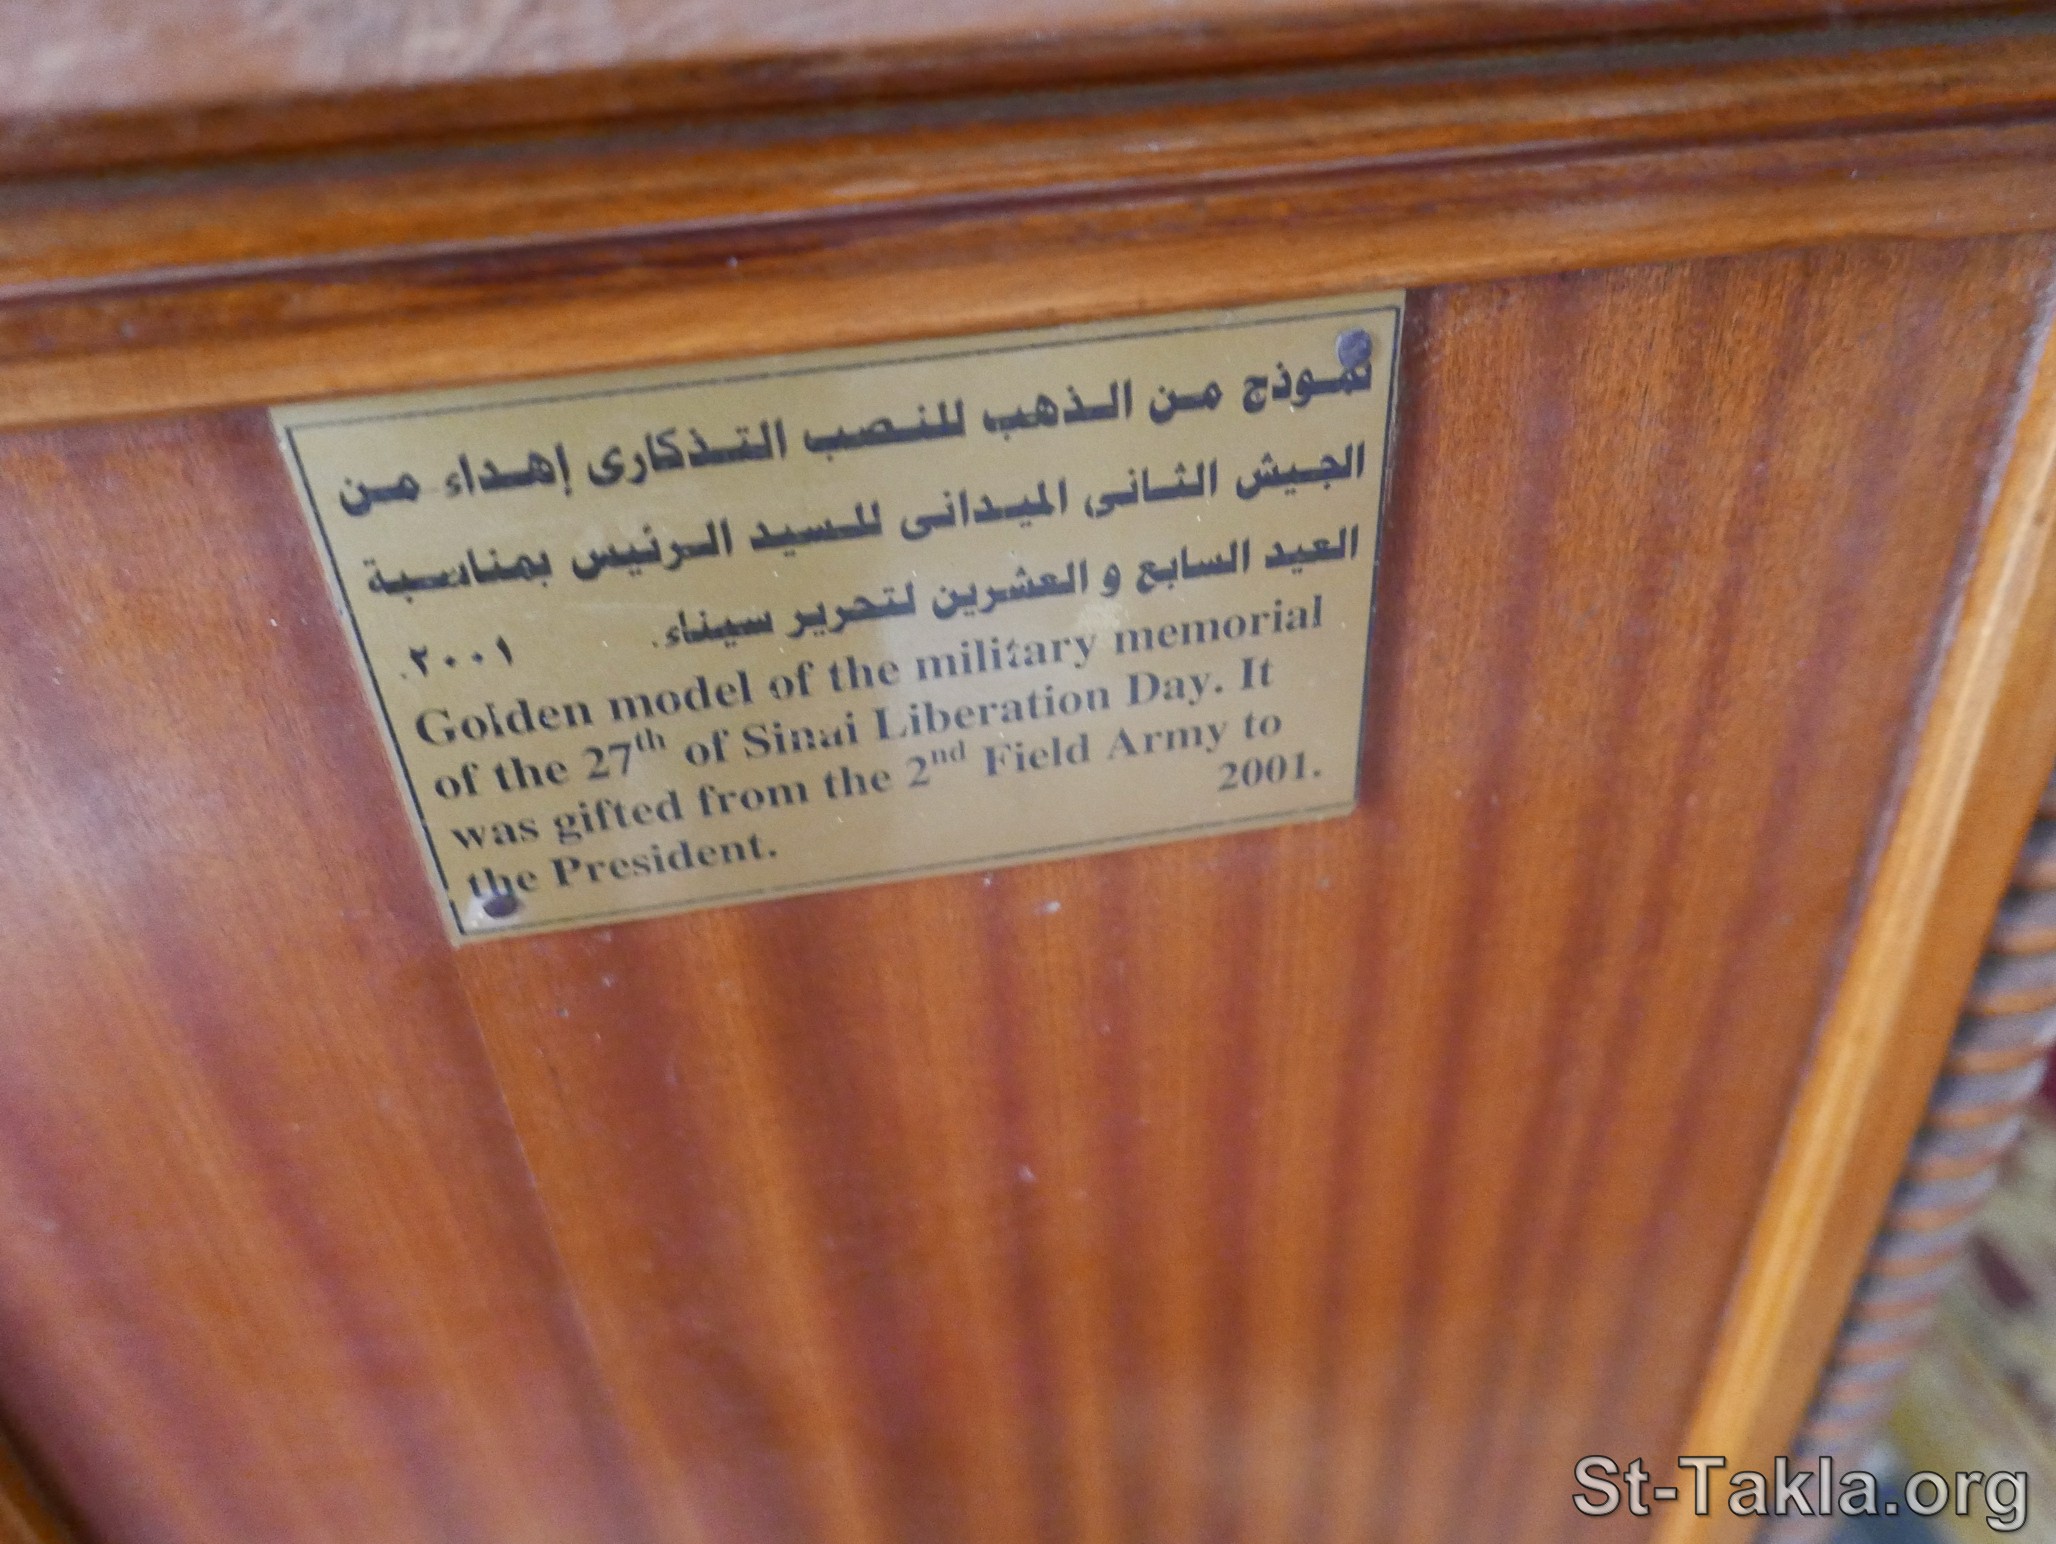 نموذج من الذهب للنصب التذكارى إهداء من
الجيش الثانى الميدانى للسيد الرئيس بمناسبة
العيد السابع و العشرين لتحرير سيناء. ٢٠٠١.
Golden model of the military memorial
of the 27th of Sinai Liberation Day. It
was gifted from the 2nd Field Army to
the President. 2001.
St-Takla.org